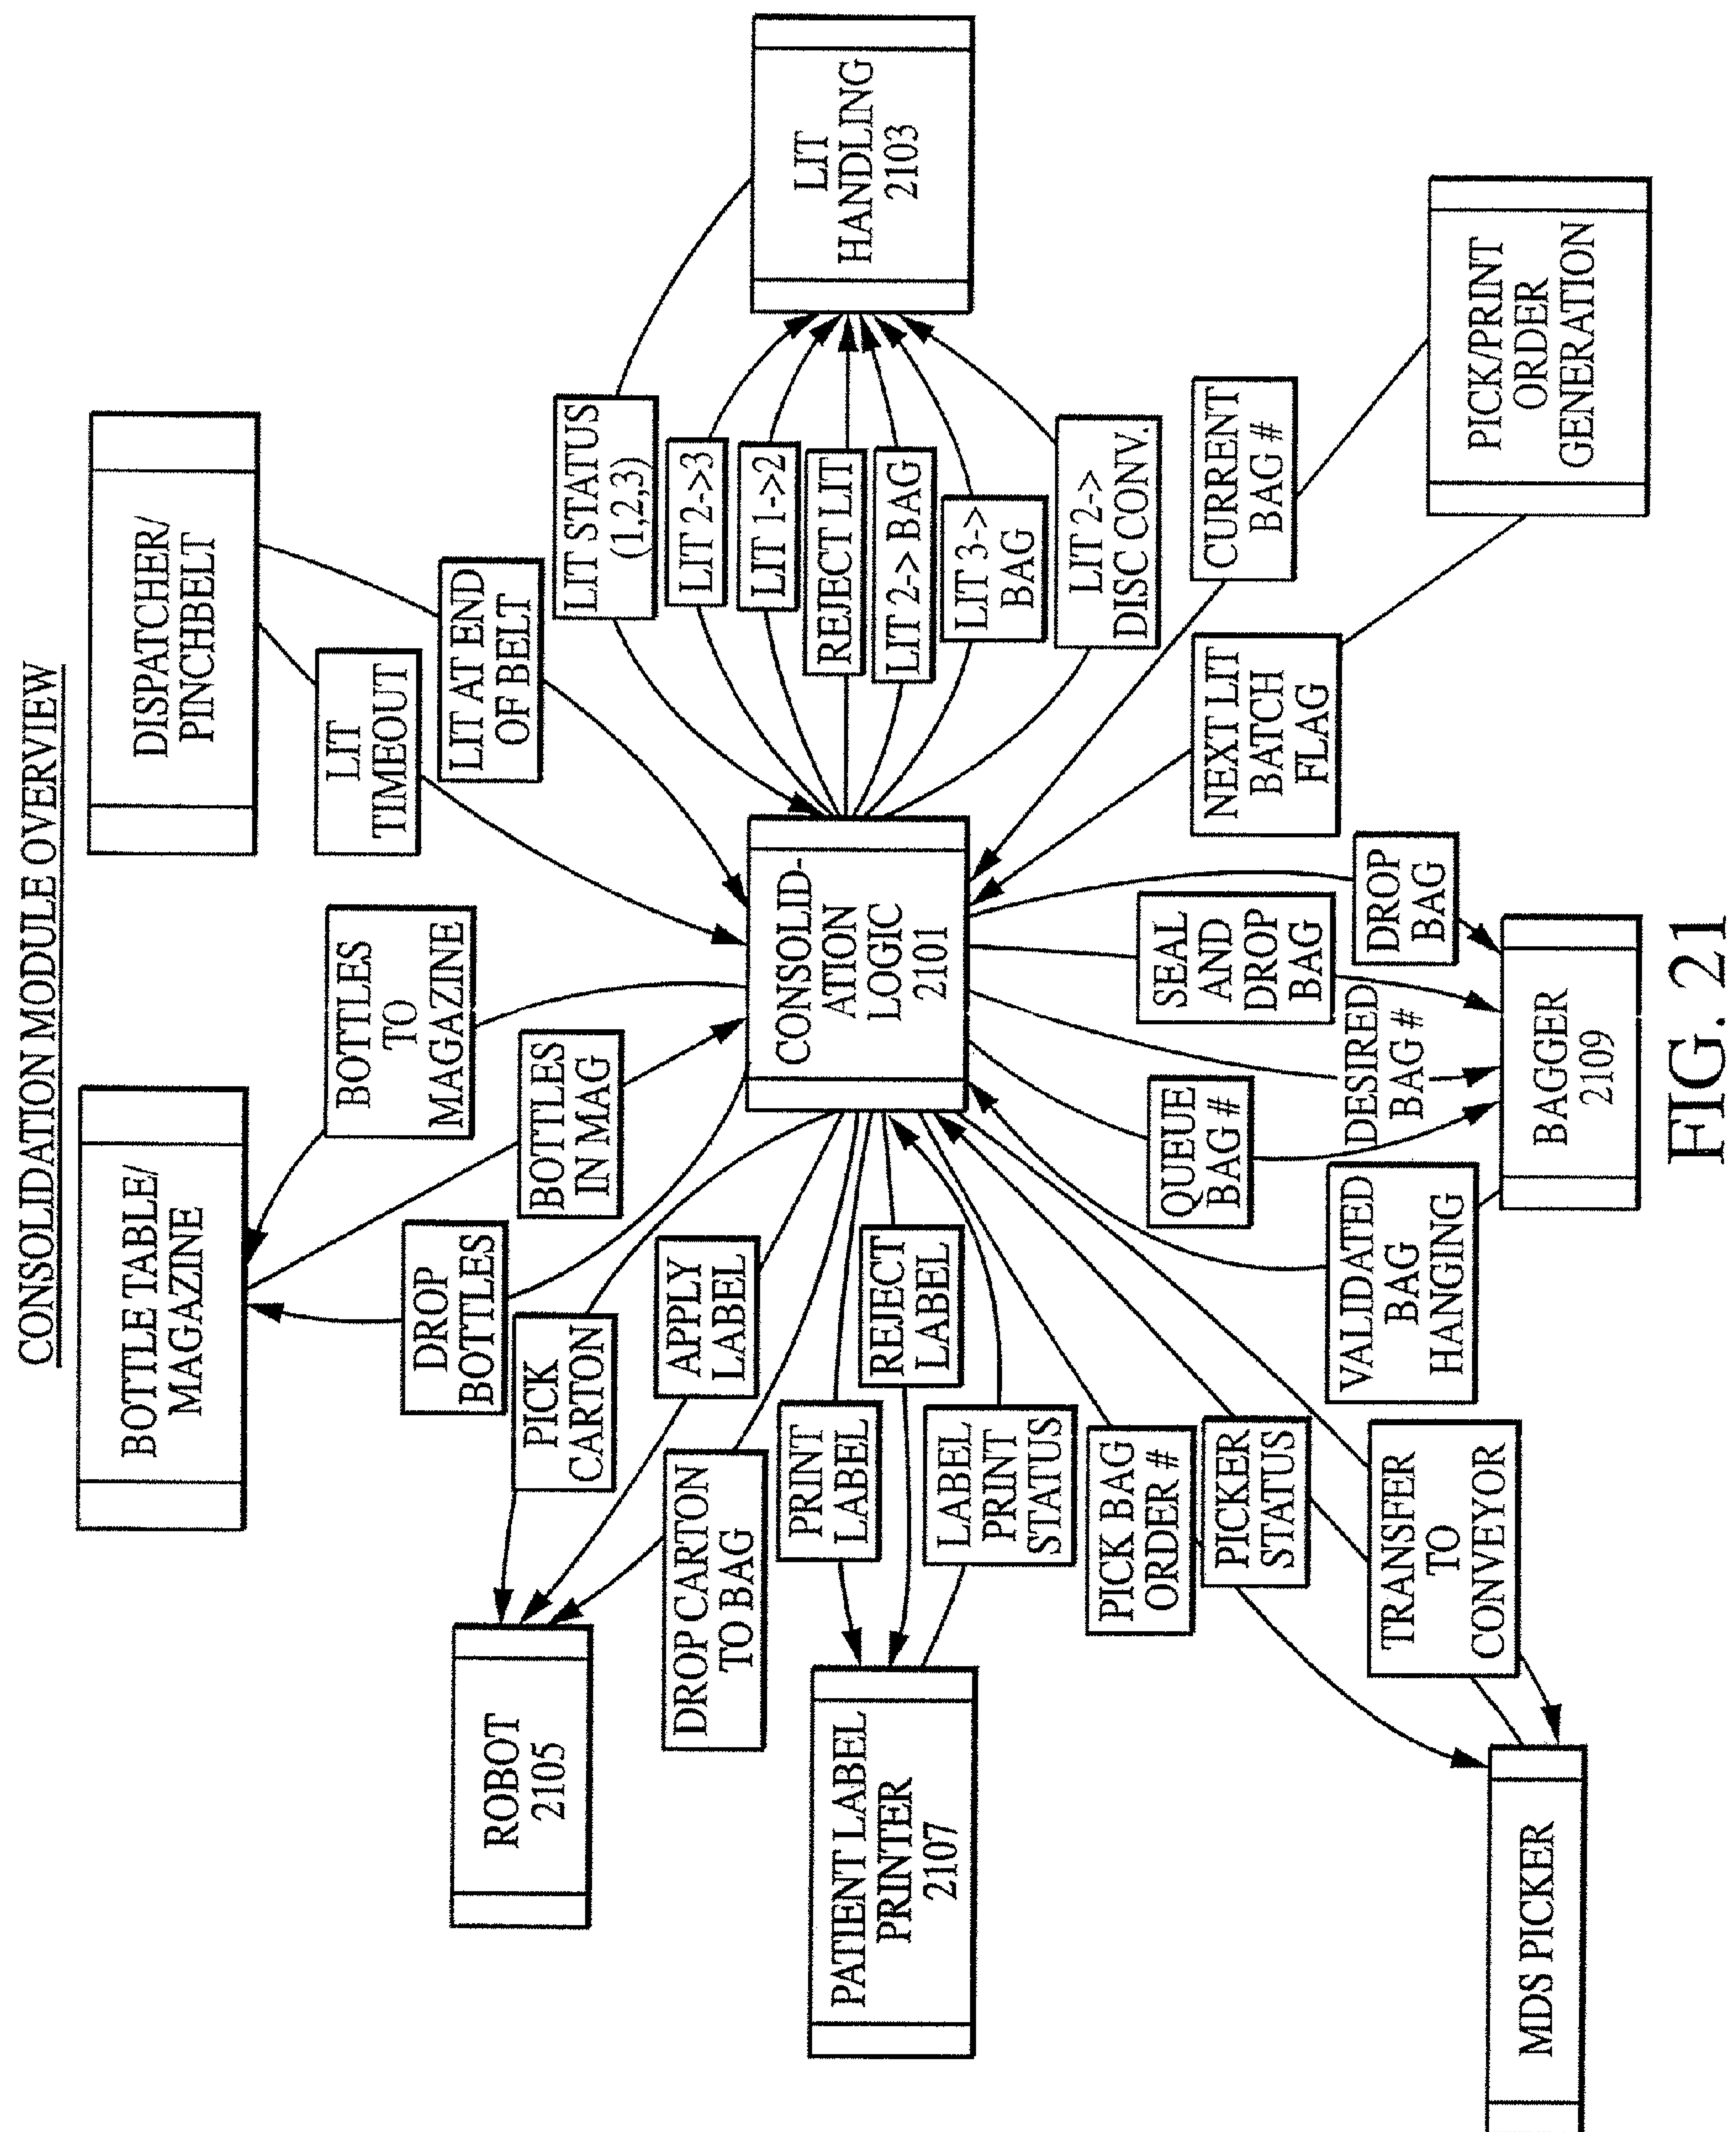 CONSOLIDATION MODULE OVERVIEW
BOTTLE TABLE/
MAGAZINE
DISPATCHER/
PINCHBELT
BOTTLES
TO
MAGAZINE
LIT
TIMEOUT
DROP
BOTTLES
BOTTLES
IN MAG
LIT AT END
OF BELT
ROBOT
2105
PICK
CARTON
APPLY
LABEL
DROP CARTON
TO BAG
LIT STATUS
(1,2,3)
LIT 2->3
LIT 1->2
REJECT LIT
LIT 2-> BAG
LIT 3->
BAG
LIT 2->
DISC CONV.
LIT
HANDLING
2103
CONSOLID-
ATION
LOGIC
2101
PATIENT LABEL
PRINTER
2107
PRINT
LABEL
REJECT
LABEL
LABEL
PRINT
STATUS
PICK BAG
ORDER #
PICKER
STATUS
TRANSFER
TO
CONVEYOR
QUEUE
BAG #
SEAL
AND
DROP
BAG
NEXT LIT
BATCH
FLAG
CURRENT
BAG #
VALIDATED
BAG
HANGING
DESIRED
BAG #
DROP
BAG
MDS PICKER
BAGGER
2109
PICK/PRINT
ORDER
GENERATION
FIG. 21